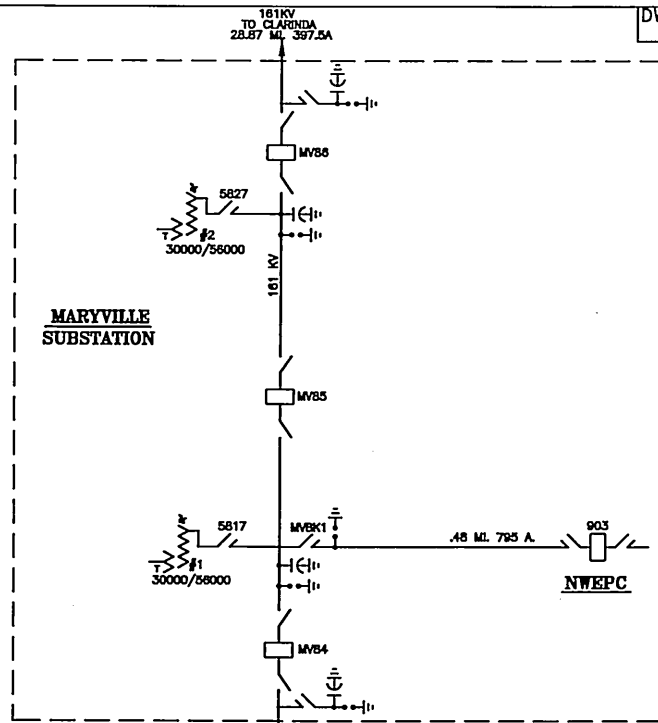 161KV
TO CLARINDA
28.87 MI. 397.5A
DW
MV86
5827
#2
T
30000/56000
161 KV
MARYVILLE
SUBSTATION
MV85
5817
MV8K1
.48 MI. 795 A.
903
#1
T
30000/56000
NWEPC
MV84